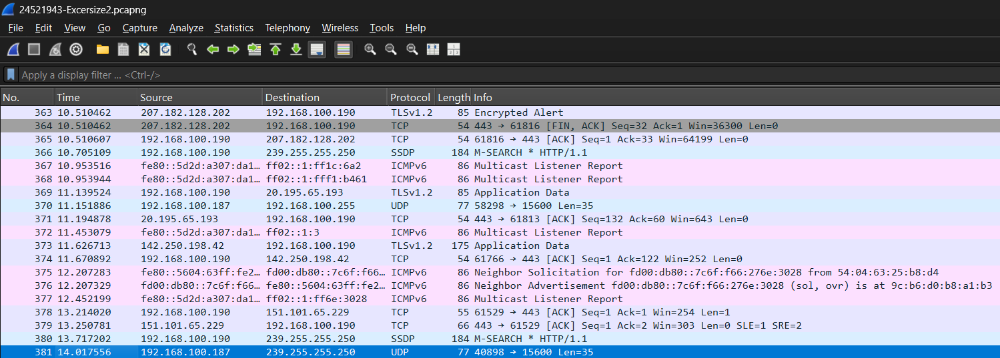 24521943-Excersize2.pcapng
File Edit View Go Capture Analyze Statistics Telephony Wireless Tools Help
Apply a display filter ... <Ctrl-/>
No. Time Source Destination Protocol Length Info
363 10.510462 207.182.128.202 192.168.100.190 TLSv1.2 85 Encrypted Alert
364 10.510462 207.182.128.202 192.168.100.190 TCP 54 443 → 61816 [FIN, ACK] Seq=32 Ack=1 Win=36300 Len=0
365 10.510607 192.168.100.190 207.182.128.202 TCP 54 61816 → 443 [ACK] Seq=1 Ack=33 Win=64199 Len=0
366 10.705109 192.168.100.190 239.255.255.250 SSDP 184 M-SEARCH * HTTP/1.1
367 10.953516 fe80::5d2d:a307:da1… ff02::1:ff1c:6a2 ICMPv6 86 Multicast Listener Report
368 10.953944 fe80::5d2d:a307:da1… ff02::1:fff1:b461 ICMPv6 86 Multicast Listener Report
369 11.139524 192.168.100.190 20.195.65.193 TLSv1.2 85 Application Data
370 11.151886 192.168.100.187 192.168.100.255 UDP 77 58298 → 15600 Len=35
371 11.194878 20.195.65.193 192.168.100.190 TCP 54 443 → 61813 [ACK] Seq=132 Ack=60 Win=643 Len=0
372 11.453079 fe80::5d2d:a307:da1… ff02::1:3 ICMPv6 86 Multicast Listener Report
373 11.626713 142.250.198.42 192.168.100.190 TLSv1.2 175 Application Data
374 11.670892 192.168.100.190 142.250.198.42 TCP 54 61766 → 443 [ACK] Seq=1 Ack=122 Win=252 Len=0
375 12.207283 fe80::5604:63ff:fe2… fd00:db80::7c6f:f66… ICMPv6 86 Neighbor Solicitation for fd00:db80::7c6f:f66:276e:3028 from 54:04:63:25:b8:d4
376 12.207329 fd00:db80::7c6f:f66… fe80::5604:63ff:fe2… ICMPv6 86 Neighbor Advertisement fd00:db80::7c6f:f66:276e:3028 (sol, ovr) is at 9c:b6:d0:b8:a1:b3
377 12.452199 fe80::5d2d:a307:da1… ff02::1:ff6e:3028 ICMPv6 86 Multicast Listener Report
378 13.214020 192.168.100.190 151.101.65.229 TCP 55 61529 → 443 [ACK] Seq=1 Ack=1 Win=254 Len=1
379 13.250781 151.101.65.229 192.168.100.190 TCP 66 443 → 61529 [ACK] Seq=1 Ack=2 Win=303 Len=0 SLE=1 SRE=2
380 13.717202 192.168.100.190 239.255.255.250 SSDP 184 M-SEARCH * HTTP/1.1
381 14.017556 192.168.100.187 239.255.255.250 UDP 77 40898 → 15600 Len=35